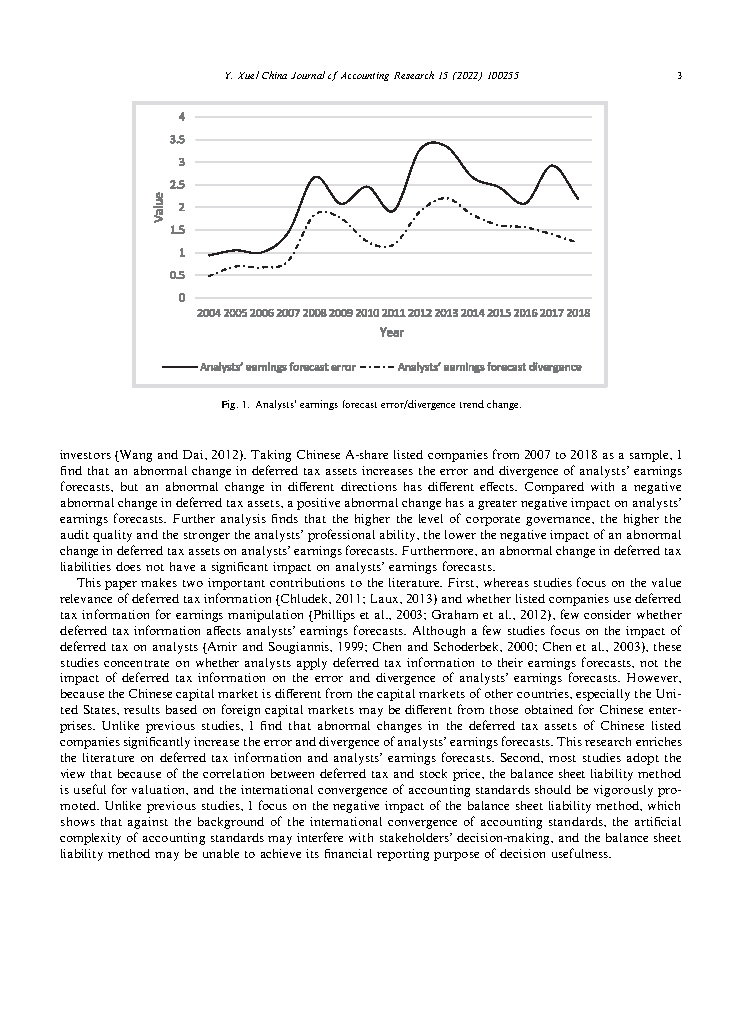 Y. Xue/China Journal of Accounting Research 15 (2022) 100255
3
4
3.5
3
2.5
2
1.5
1
0.5
0
Value
2004 2005 2006 2007 2008 2009 2010 2011 2012 2013 2014 2015 2016 2017 2018
Year
Analysts' earnings forecast error
Analysts' earnings forecast divergence
Fig. 1. Analysts' earnings forecast error/divergence trend change.
investors (Wang and Dai, 2012). Taking Chinese A-share listed companies from 2007 to 2018 as a sample, I
find that an abnormal change in deferred tax assets increases the error and divergence of analysts' earnings
forecasts, but an abnormal change in different directions has different effects. Compared with a negative
abnormal change in deferred tax assets, a positive abnormal change has a greater negative impact on analysts'
earnings forecasts. Further analysis finds that the higher the level of corporate governance, the higher the
audit quality and the stronger the analysts' professional ability, the lower the negative impact of an abnormal
change in deferred tax assets on analysts' earnings forecasts. Furthermore, an abnormal change in deferred tax
liabilities does not have a significant impact on analysts' earnings forecasts.
This paper makes two important contributions to the literature. First, whereas studies focus on the value
relevance of deferred tax information (Chludek, 2011; Laux, 2013) and whether listed companies use deferred
tax information for earnings manipulation (Phillips et al., 2003; Graham et al., 2012), few consider whether
deferred tax information affects analysts' earnings forecasts. Although a few studies focus on the impact of
deferred tax on analysts (Amir and Sougiannis, 1999; Chen and Schoderbek, 2000; Chen et al., 2003), these
studies concentrate on whether analysts apply deferred tax information to their earnings forecasts, not the
impact of deferred tax information on the error and divergence of analysts' earnings forecasts. However,
because the Chinese capital market is different from the capital markets of other countries, especially the Uni-
ted States, results based on foreign capital markets may be different from those obtained for Chinese enter-
prises. Unlike previous studies, I find that abnormal changes in the deferred tax assets of Chinese listed
companies significantly increase the error and divergence of analysts' earnings forecasts. This research enriches
the literature on deferred tax information and analysts' earnings forecasts. Second, most studies adopt the
view that because of the correlation between deferred tax and stock price, the balance sheet liability method
is useful for valuation, and the international convergence of accounting standards should be vigorously pro-
moted. Unlike previous studies, I focus on the negative impact of the balance sheet liability method, which
shows that against the background of the international convergence of accounting standards, the artificial
complexity of accounting standards may interfere with stakeholders' decision-making, and the balance sheet
liability method may be unable to achieve its financial reporting purpose of decision usefulness.